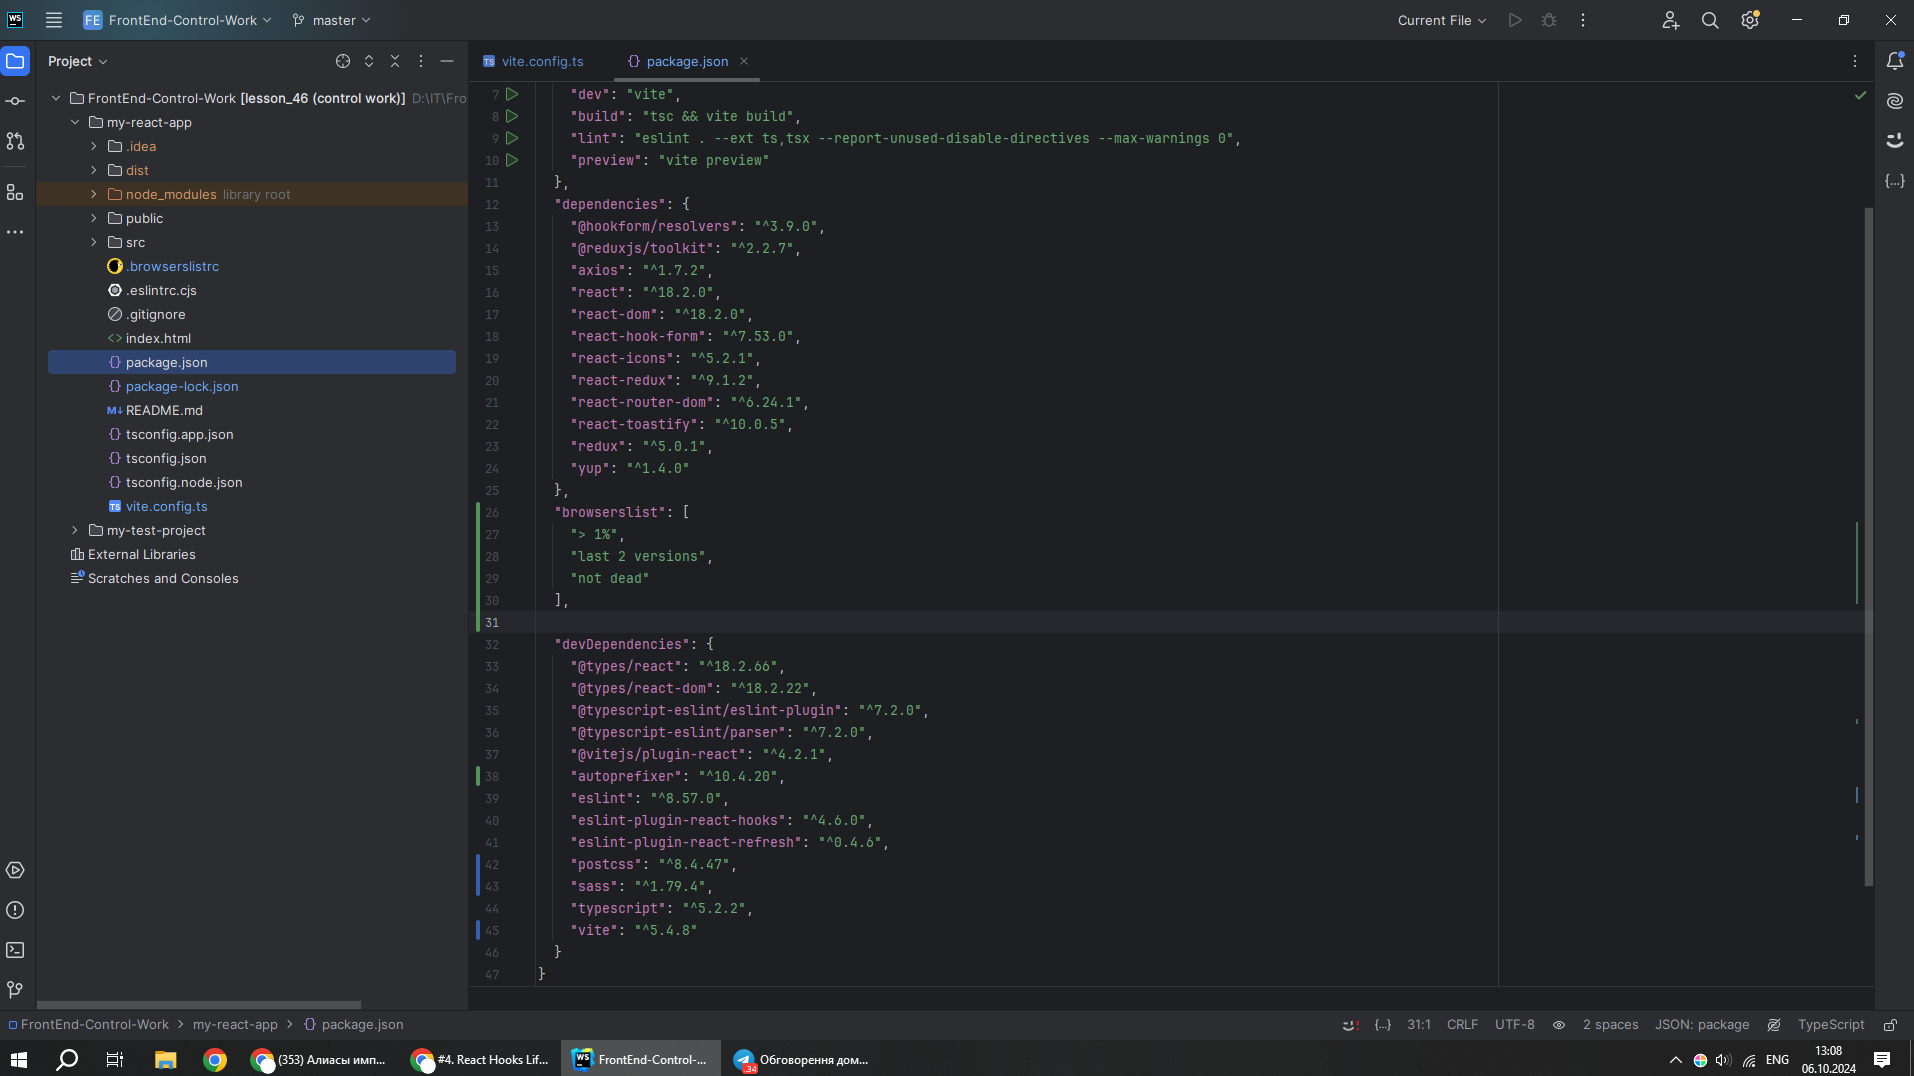 WS
FE FrontEnd-Control-Work
master
Current File
Project
vite.config.ts
package.json
FrontEnd-Control-Work [lesson_46 (control work)] D:\IT\Fro
my-react-app
.idea
dist
node_modules library root
public
src
.browserslistrc
.eslintrc.cjs
.gitignore
index.html
package.json
package-lock.json
README.md
tsconfig.app.json
tsconfig.json
tsconfig.node.json
vite.config.ts
my-test-project
External Libraries
Scratches and Consoles
7 "dev": "vite",
8 "build": "tsc && vite build",
9 "lint": "eslint . --ext ts,tsx --report-unused-disable-directives --max-warnings 0",
10 "preview": "vite preview"
11 },
12 "dependencies": {
13 "@hookform/resolvers": "^3.9.0",
14 "@reduxjs/toolkit": "^2.2.7",
15 "axios": "^1.7.2",
16 "react": "^18.2.0",
17 "react-dom": "^18.2.0",
18 "react-hook-form": "^7.53.0",
19 "react-icons": "^5.2.1",
20 "react-redux": "^9.1.2",
21 "react-router-dom": "^6.24.1",
22 "react-toastify": "^10.0.5",
23 "redux": "^5.0.1",
24 "yup": "^1.4.0"
25 },
26 "browserslist": [
27 "> 1%",
28 "last 2 versions",
29 "not dead"
30 ],
31
32 "devDependencies": {
33 "@types/react": "^18.2.66",
34 "@types/react-dom": "^18.2.22",
35 "@typescript-eslint/eslint-plugin": "^7.2.0",
36 "@typescript-eslint/parser": "^7.2.0",
37 "@vitejs/plugin-react": "^4.2.1",
38 "autoprefixer": "^10.4.20",
39 "eslint": "^8.57.0",
40 "eslint-plugin-react-hooks": "^4.6.0",
41 "eslint-plugin-react-refresh": "^0.4.6",
42 "postcss": "^8.4.47",
43 "sass": "^1.79.4",
44 "typescript": "^5.2.2",
45 "vite": "^5.4.8"
46 }
47 }
FrontEnd-Control-Work > my-react-app > package.json
31:1 CRLF UTF-8 2 spaces JSON: package TypeScript
(353) Алиасы имп...
#4. React Hooks Lif...
FrontEnd-Control-...
Обговорення дом...
ENG
13:08
06.10.2024